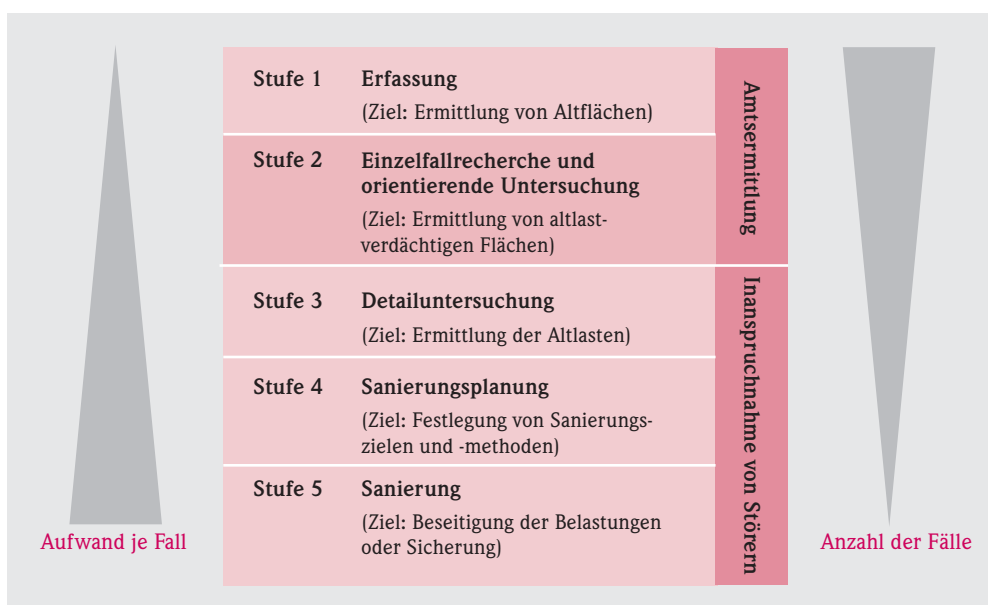 Stufe 1 Erfassung
(Ziel: Ermittlung von Altflächen)
Stufe 2 Einzelfallrecherche und
orientierende Untersuchung
(Ziel: Ermittlung von altlast-
verdächtigen Flächen)
Amtsermittlung
Stufe 3 Detailuntersuchung
(Ziel: Ermittlung der Altlasten)
Stufe 4 Sanierungsplanung
(Ziel: Festlegung von Sanierungs-
zielen und -methoden)
Stufe 5 Sanierung
(Ziel: Beseitigung der Belastungen
oder Sicherung)
Inanspruchnahme von Störern
Aufwand je Fall
Anzahl der Fälle